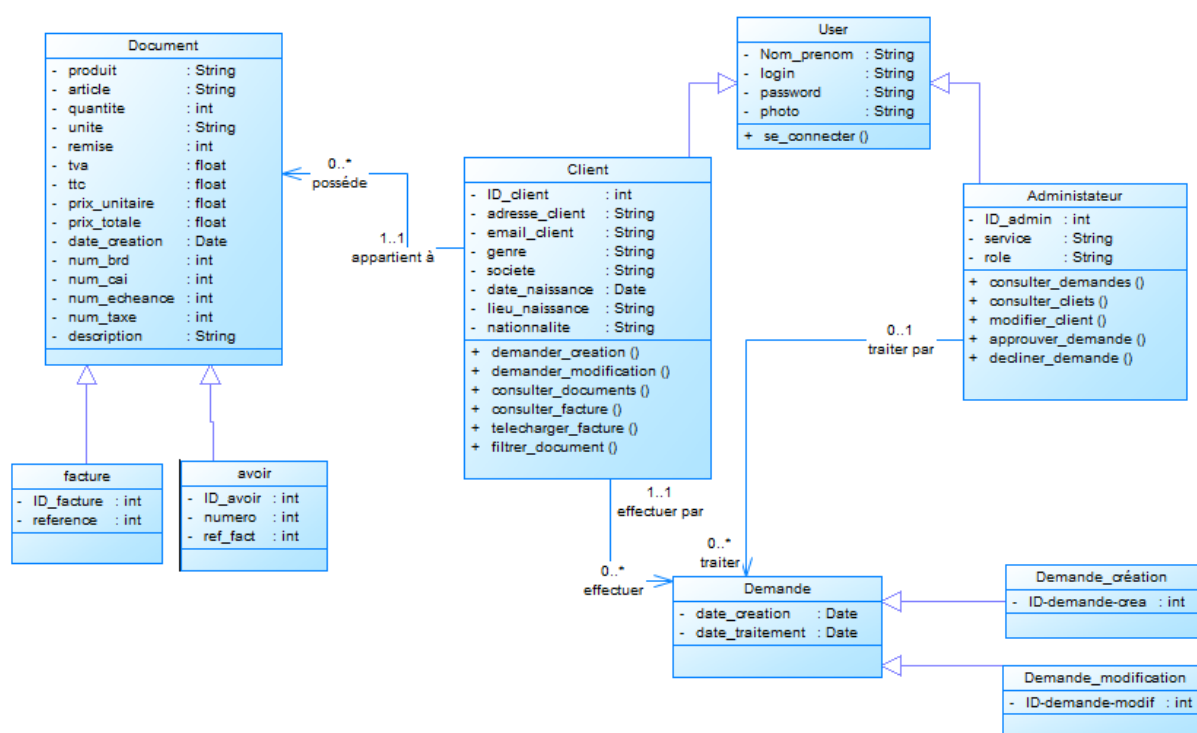 Document
- produit : String
- article : String
- quantite : int
- unite : String
- remise : int
- tva : float
- ttc : float
- prix_unitaire : float
- prix_totale : float
- date_creation : Date
- num_brd : int
- num_cai : int
- num_echeance : int
- num_taxe : int
- description : String
User
- Nom_prenom : String
- login : String
- password : String
- photo : String
+ se_connecter ()
0..*
posséde
1..1
appartient à
Client
- ID_client : int
- adresse_client : String
- email_client : String
- genre : String
- societe : String
- date_naissance : Date
- lieu_naissance : String
- nationnalite : String
+ demander_creation ()
+ demander_modification ()
+ consulter_documents ()
+ consulter_facture ()
+ telecharger_facture ()
+ filtrer_document ()
Administateur
- ID_admin : int
- service : String
- role : String
+ consulter_demandes ()
+ consulter_cliets ()
+ modifier_client ()
+ approuver_demande ()
+ decliner_demande ()
0..1
traiter par
facture
- ID_facture : int
- reference : int
avoir
- ID_avoir : int
- numero : int
- ref_fact : int
1..1
effectuer par
0..*
effectuer
0..*
traiter
Demande
- date_creation : Date
- date_traitement : Date
Demande_création
- ID-demande-crea : int
Demande_modification
- ID-demande-modif : int